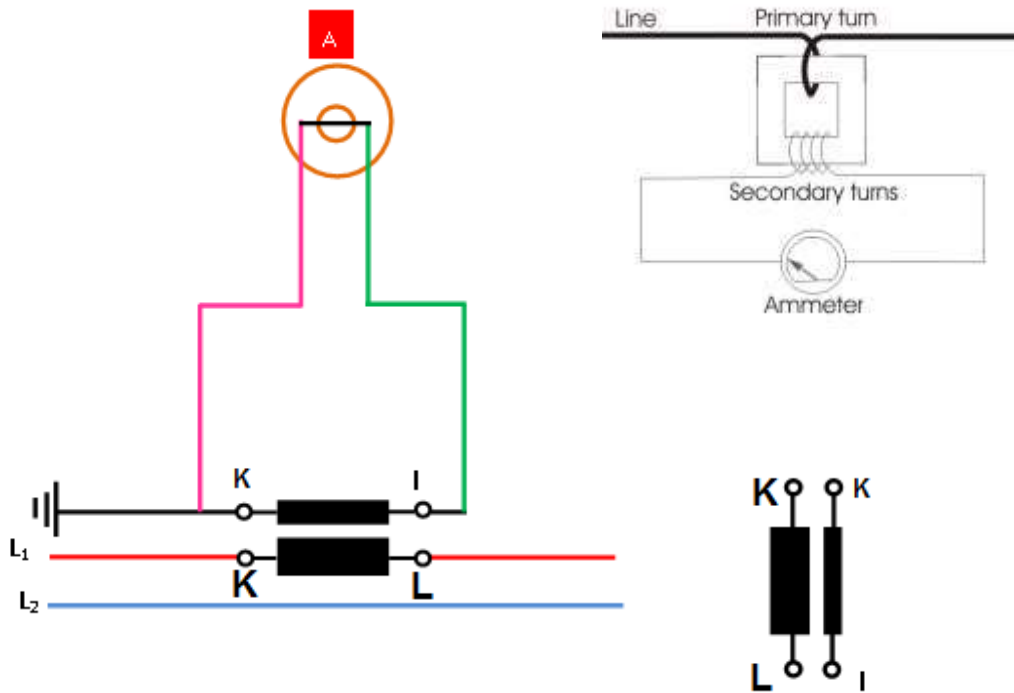 A
Line
Primary turn
Secondary turns
Ammeter
K
I
L₁
K
L
L₂
K
K
L
I